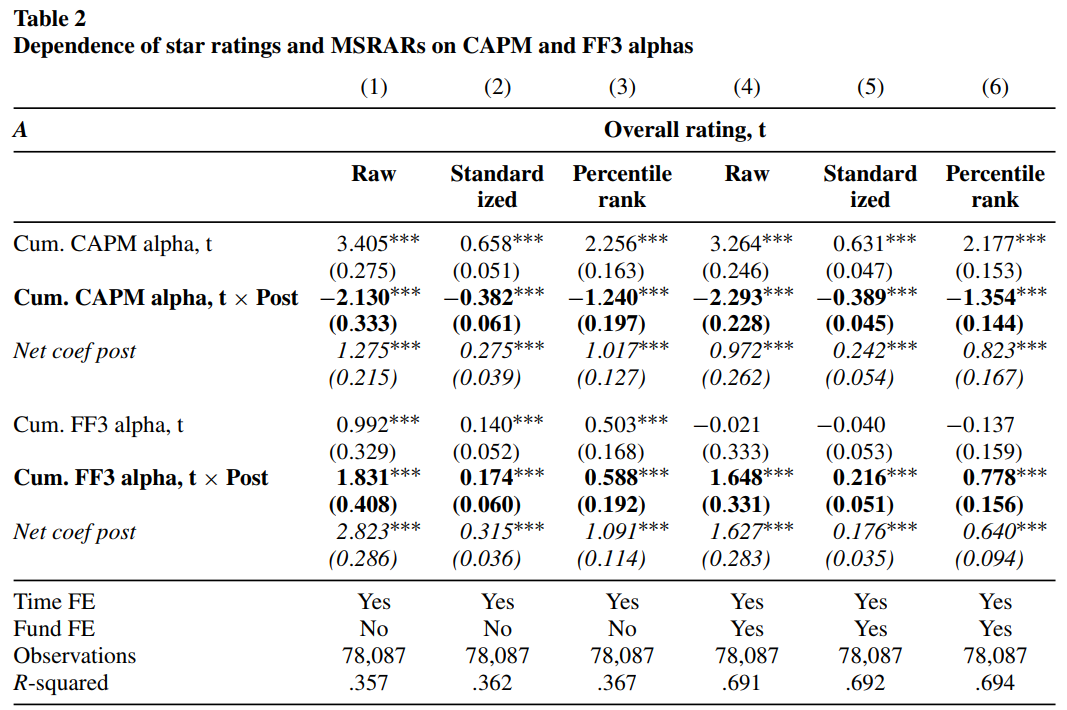 Table 2
Dependence of star ratings and MSRARs on CAPM and FF3 alphas
(1) (2) (3) (4) (5) (6)
A Overall rating, t
Raw Standard Percentile Raw Standard Percentile
ized rank ized rank
Cum. CAPM alpha, t 3.405*** 0.658*** 2.256*** 3.264*** 0.631*** 2.177***
(0.275) (0.051) (0.163) (0.246) (0.047) (0.153)
Cum. CAPM alpha, t × Post −2.130*** −0.382*** −1.240*** −2.293*** −0.389*** −1.354***
(0.333) (0.061) (0.197) (0.228) (0.045) (0.144)
Net coef post 1.275*** 0.275*** 1.017*** 0.972*** 0.242*** 0.823***
(0.215) (0.039) (0.127) (0.262) (0.054) (0.167)
Cum. FF3 alpha, t 0.992*** 0.140*** 0.503*** −0.021 −0.040 −0.137
(0.329) (0.052) (0.168) (0.333) (0.053) (0.159)
Cum. FF3 alpha, t × Post 1.831*** 0.174*** 0.588*** 1.648*** 0.216*** 0.778***
(0.408) (0.060) (0.192) (0.331) (0.051) (0.156)
Net coef post 2.823*** 0.315*** 1.091*** 1.627*** 0.176*** 0.640***
(0.286) (0.036) (0.114) (0.283) (0.035) (0.094)
Time FE Yes Yes Yes Yes Yes Yes
Fund FE No No No Yes Yes Yes
Observations 78,087 78,087 78,087 78,087 78,087 78,087
R-squared .357 .362 .367 .691 .692 .694